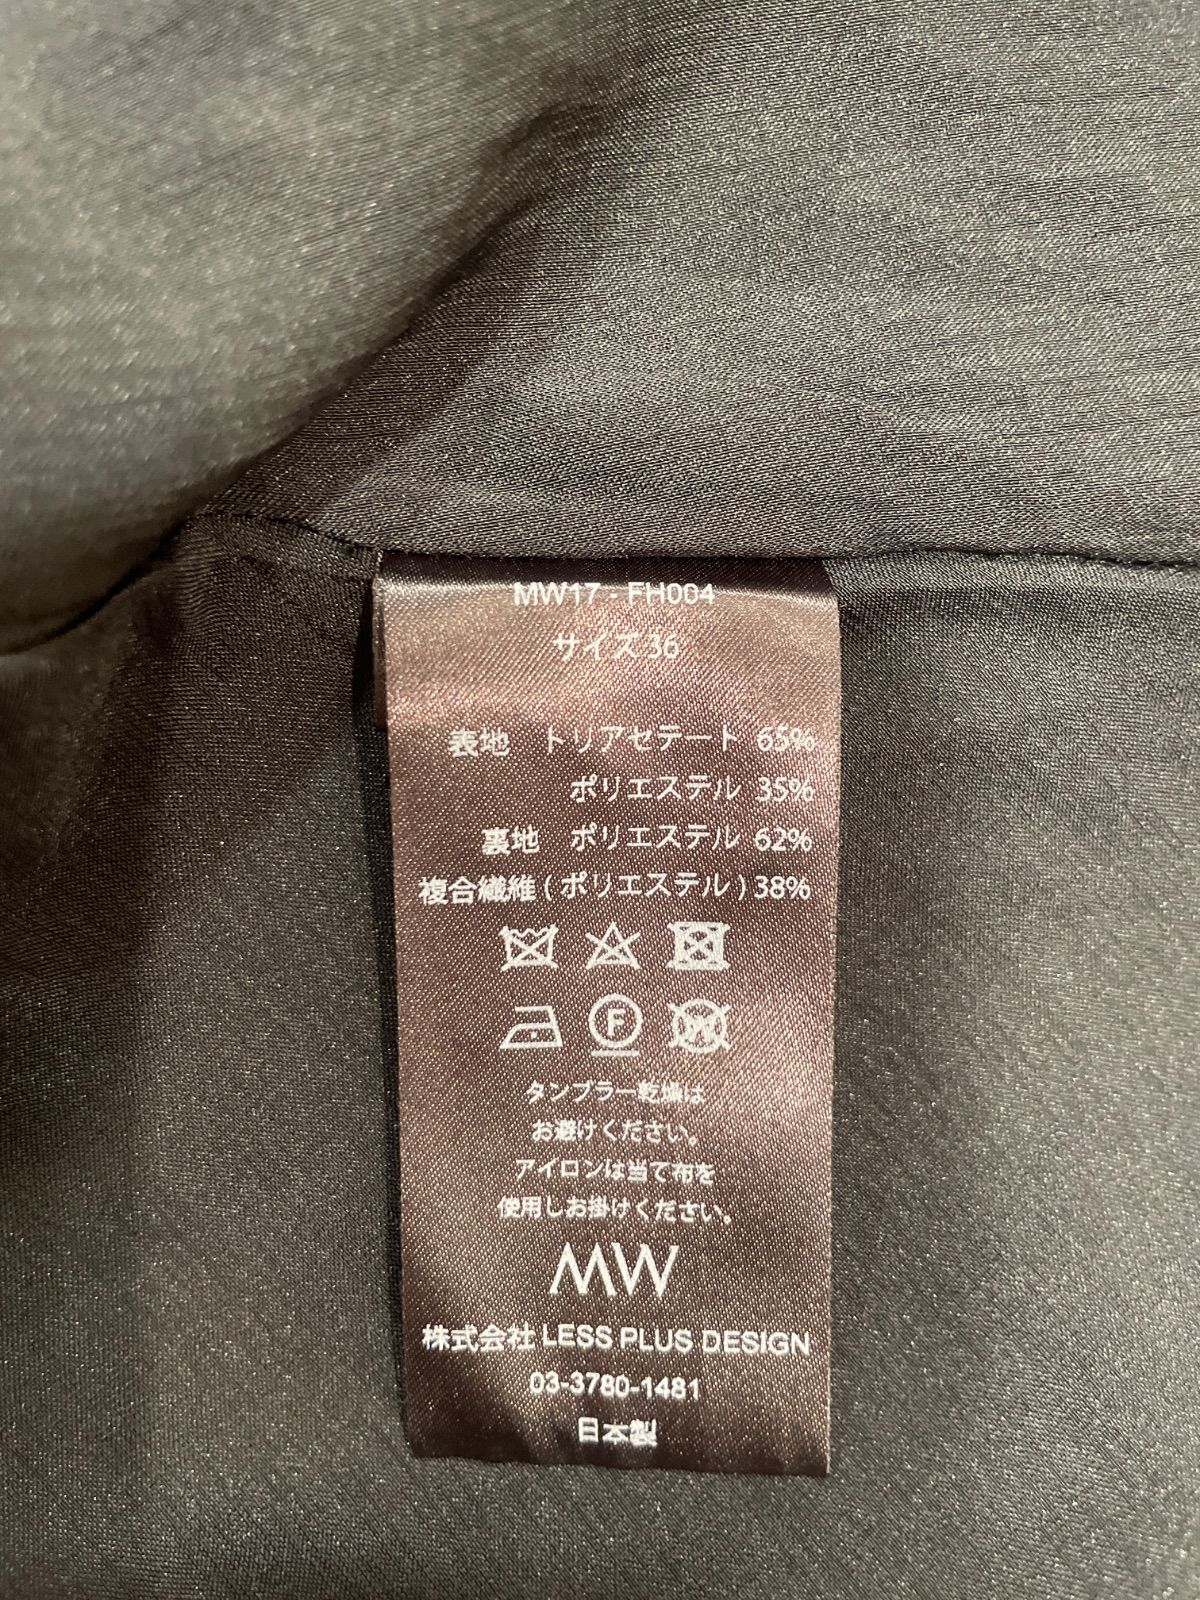 MW17 - FH004
サイズ 36
表地 トリアセテート 65%
ポリエステル 35%
裏地 ポリエステル 62%
複合繊維 ( ポリエステル ) 38%
F
W
タンブラー乾燥は
お避けください。
アイロンは当て布を
使用しお掛けください。
MW
株式会社 LESS PLUS DESIGN
03-3780-1481
日本製